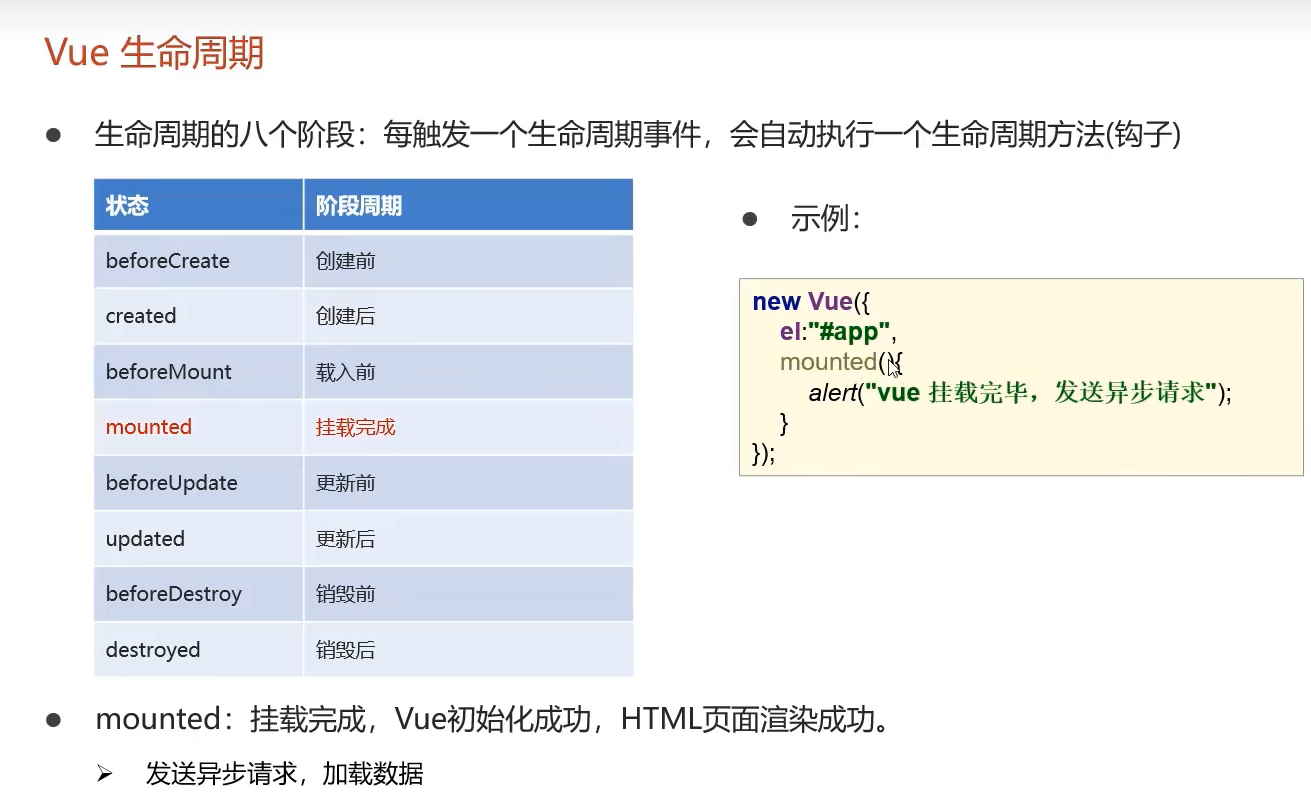 Vue 生命周期
● 生命周期的八个阶段：每触发一个生命周期事件，会自动执行一个生命周期方法(钩子)
状态 阶段周期
beforeCreate 创建前
created 创建后
beforeMount 载入前
mounted 挂载完成
beforeUpdate 更新前
updated 更新后
beforeDestroy 销毁前
destroyed 销毁后
● 示例：
new Vue({
el:"#app",
mounted(){
alert("vue 挂载完毕，发送异步请求");
}
});
● mounted：挂载完成，Vue初始化成功，HTML页面渲染成功。
➢ 发送异步请求，加载数据